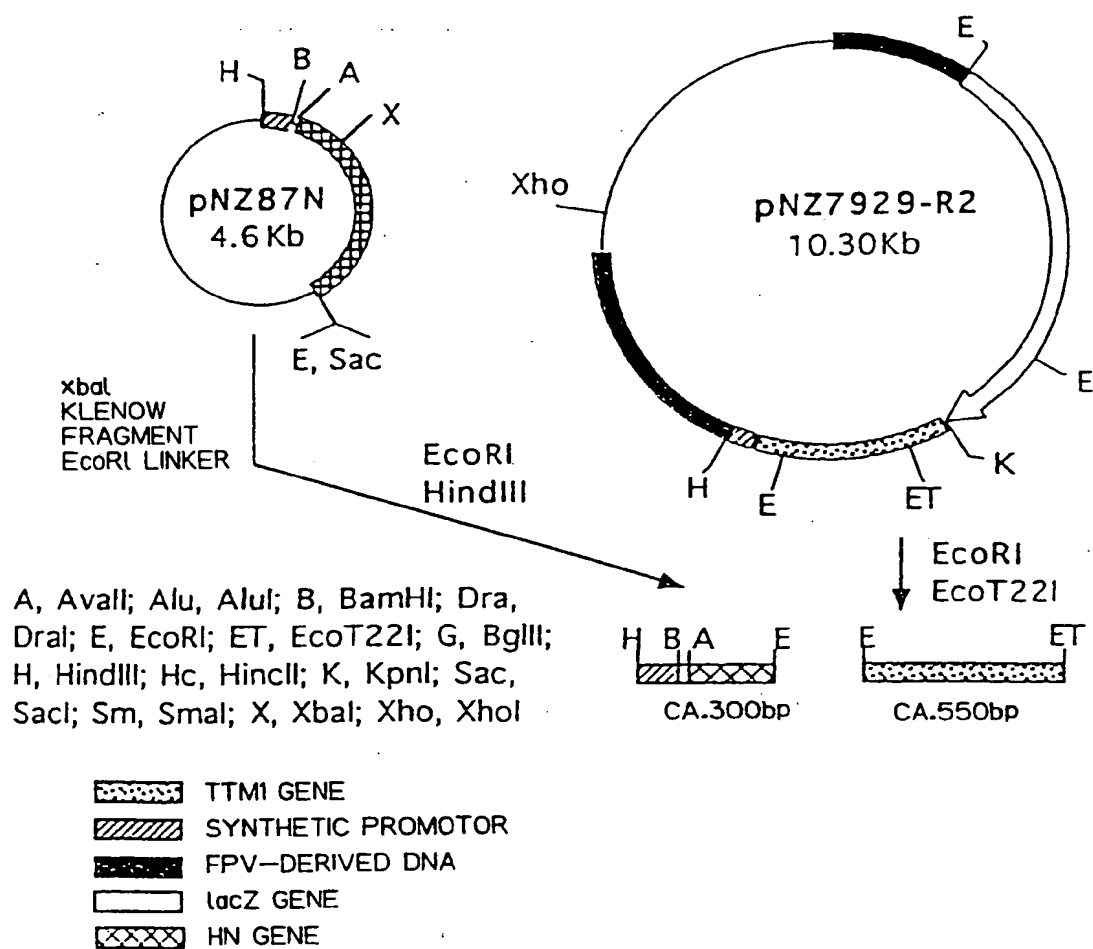 H
B
A
X
pNZ87N
4.6 Kb
E, Sac
xbaI
KLENOW
FRAGMENT
EcoRI LINKER
EcoRI
HindIII
E
Xho
pNZ7929-R2
10.30Kb
E
K
ET
E
H
EcoRI
EcoT22I
A, AvaII; Alu, AluI; B, BamHI; Dra,
DraI; E, EcoRI; ET, EcoT22I; G, BglII;
H, HindIII; Hc, HincII; K, KpnI; Sac,
SacI; Sm, SmaI; X, XbaI; Xho, XhoI
H B A E
CA.300bp
E ET
CA.550bp
TTM1 GENE
SYNTHETIC PROMOTOR
FPV-DERIVED DNA
lacZ GENE
HN GENE